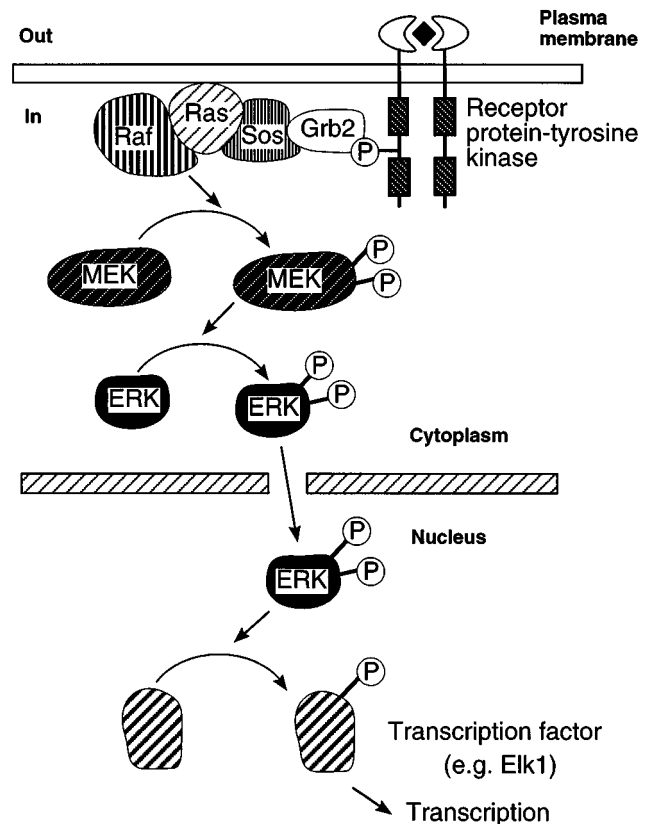 Out
Plasma
membrane
In
Raf
Ras
Sos
Grb2
P
Receptor
protein-tyrosine
kinase
MEK
MEK
P
P
ERK
ERK
P
P
Cytoplasm
Nucleus
ERK
P
P
P
Transcription factor
(e.g. Elk1)
Transcription